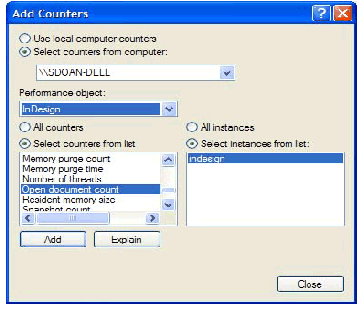 Add Counters
Use local computer counters
Select counters from computer:
\\SDOAN-DELL
Performance object:
InDesign
All counters
All instances
Select counters from list
Select instances from list:
Memory purge count
Memory purge time
Number of threads
Open document count
Resident memory size
Snapshot count
indesign
Add
Explain
Close